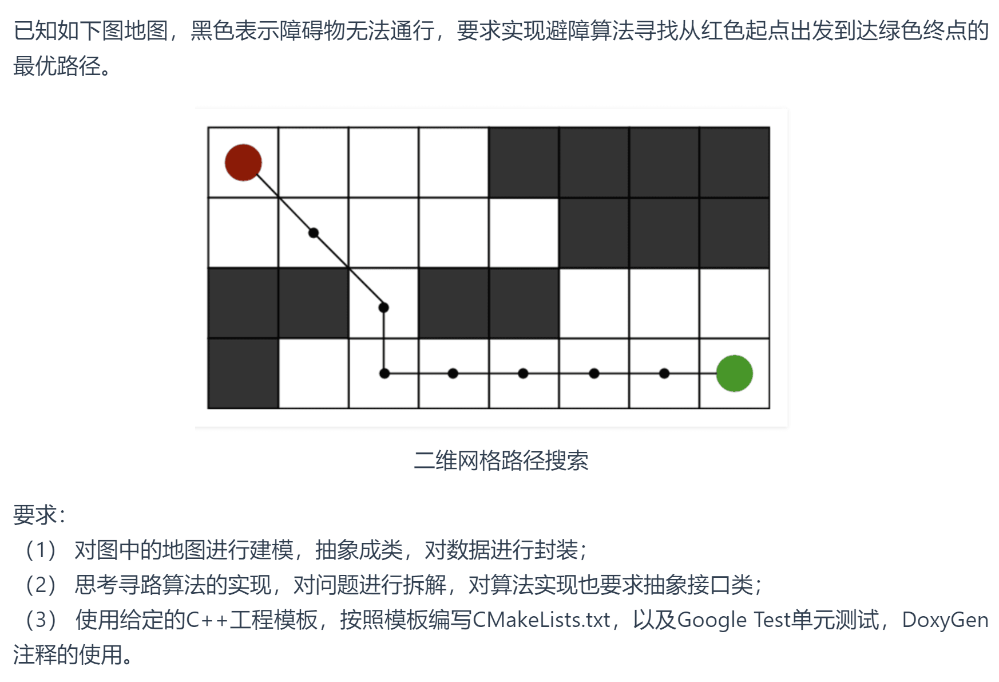 已知如下图地图，黑色表示障碍物无法通行，要求实现避障算法寻找从红色起点出发到达绿色终点的
最优路径。
二维网格路径搜索
要求：
（1） 对图中的地图进行建模，抽象成类，对数据进行封装；
（2） 思考寻路算法的实现，对问题进行拆解，对算法实现也要求抽象接口类；
（3） 使用给定的C++工程模板，按照模板编写CMakeLists.txt，以及Google Test单元测试，DoxyGen
注释的使用。